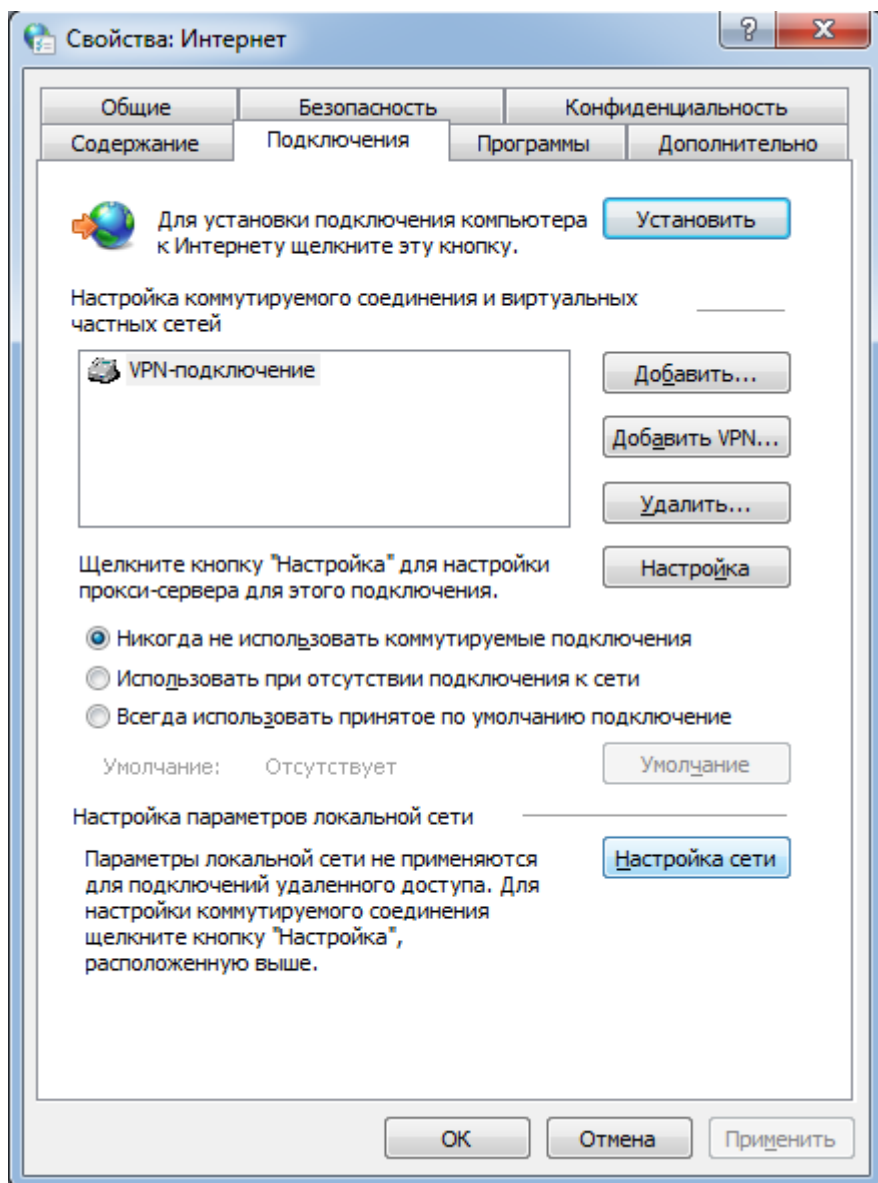 Свойства: Интернет
Общие Безопасность Конфиденциальность
Содержание Подключения Программы Дополнительно
Для установки подключения компьютера
к Интернету щелкните эту кнопку.
Установить
Настройка коммутируемого соединения и виртуальных
частных сетей
VPN-подключение
Добавить...
Добавить VPN...
Удалить...
Щелкните кнопку "Настройка" для настройки
прокси-сервера для этого подключения.
Настройка
Никогда не использовать коммутируемые подключения
Использовать при отсутствии подключения к сети
Всегда использовать принятое по умолчанию подключение
Умолчание: Отсутствует
Умолчание
Настройка параметров локальной сети
Параметры локальной сети не применяются
для подключений удаленного доступа. Для
настройки коммутируемого соединения
щелкните кнопку "Настройка",
расположенную выше.
Настройка сети
ОК Отмена Применить